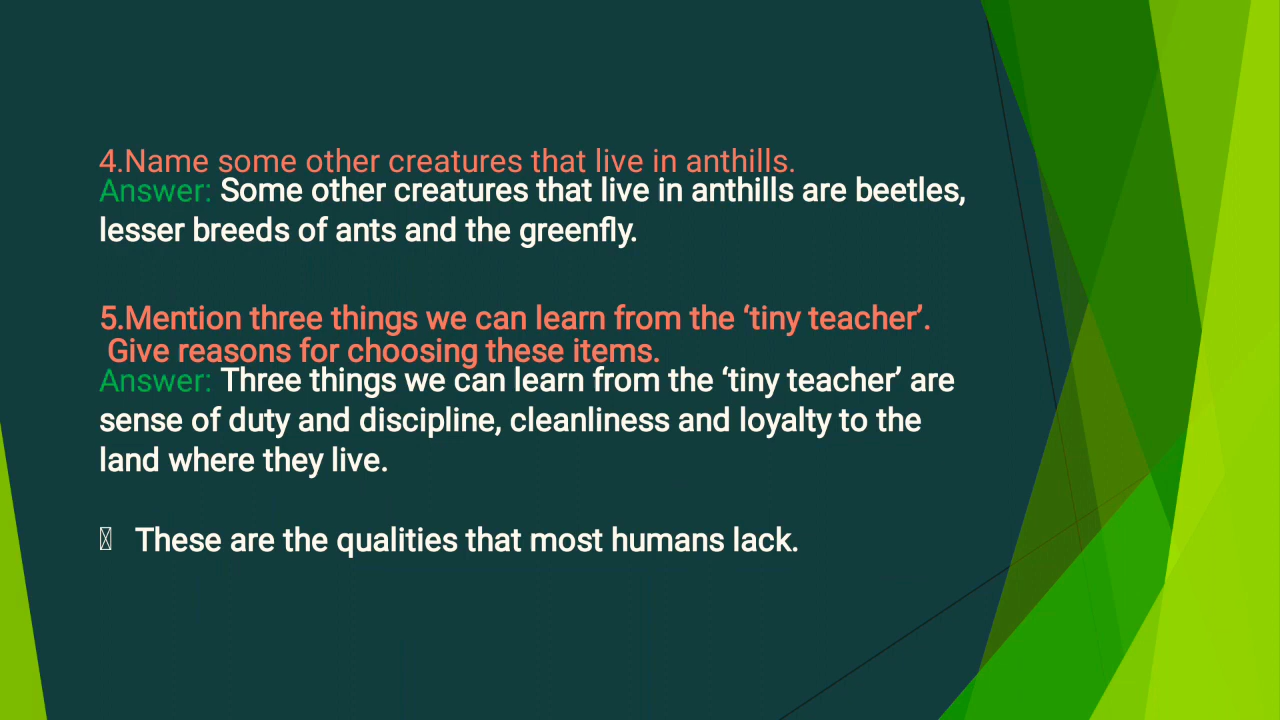 4.Name some other creatures that live in anthills.
Answer: Some other creatures that live in anthills are beetles,
lesser breeds of ants and the greenfly.
5.Mention three things we can learn from the ‘tiny teacher’.
Give reasons for choosing these items.
Answer: Three things we can learn from the ‘tiny teacher’ are
sense of duty and discipline, cleanliness and loyalty to the
land where they live.
These are the qualities that most humans lack.